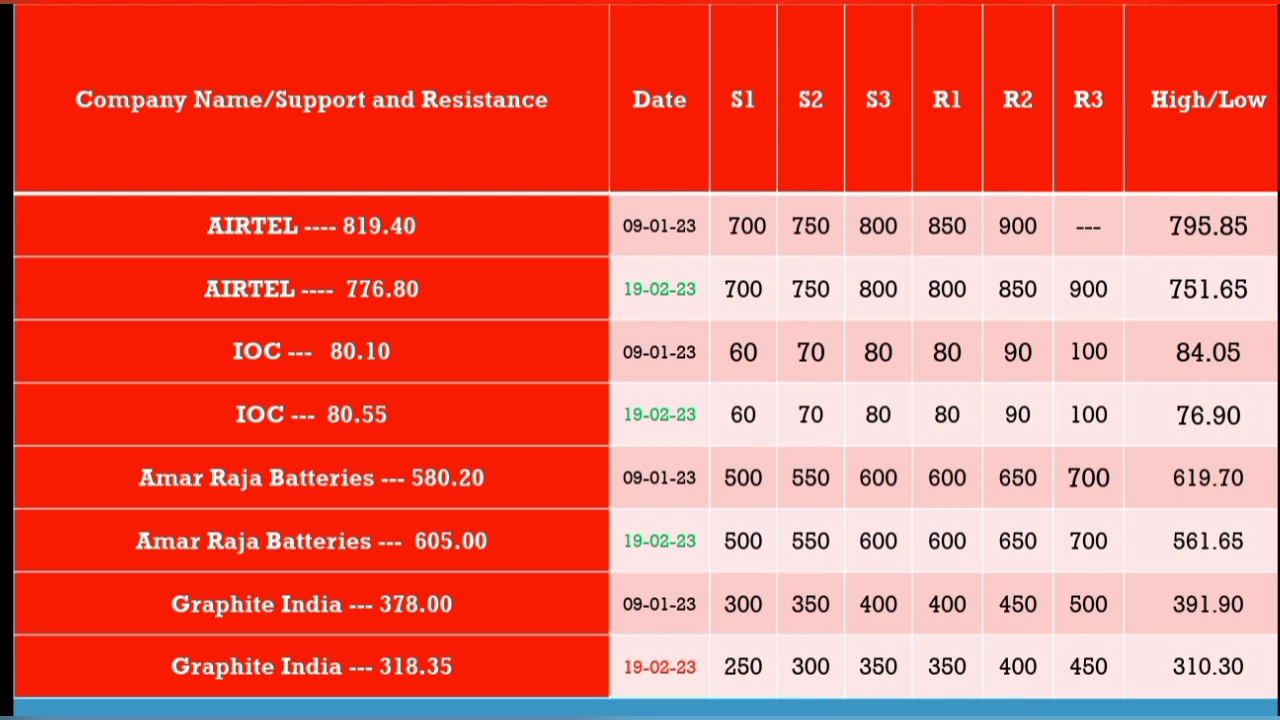 Company Name/Support and Resistance Date S1 S2 S3 R1 R2 R3 High/Low
AIRTEL ---- 819.40 09-01-23 700 750 800 850 900 --- 795.85
AIRTEL ---- 776.80 19-02-23 700 750 800 800 850 900 751.65
IOC --- 80.10 09-01-23 60 70 80 80 90 100 84.05
IOC --- 80.55 19-02-23 60 70 80 80 90 100 76.90
Amar Raja Batteries --- 580.20 09-01-23 500 550 600 600 650 700 619.70
Amar Raja Batteries --- 605.00 19-02-23 500 550 600 600 650 700 561.65
Graphite India --- 378.00 09-01-23 300 350 400 400 450 500 391.90
Graphite India --- 318.35 19-02-23 250 300 350 350 400 450 310.30